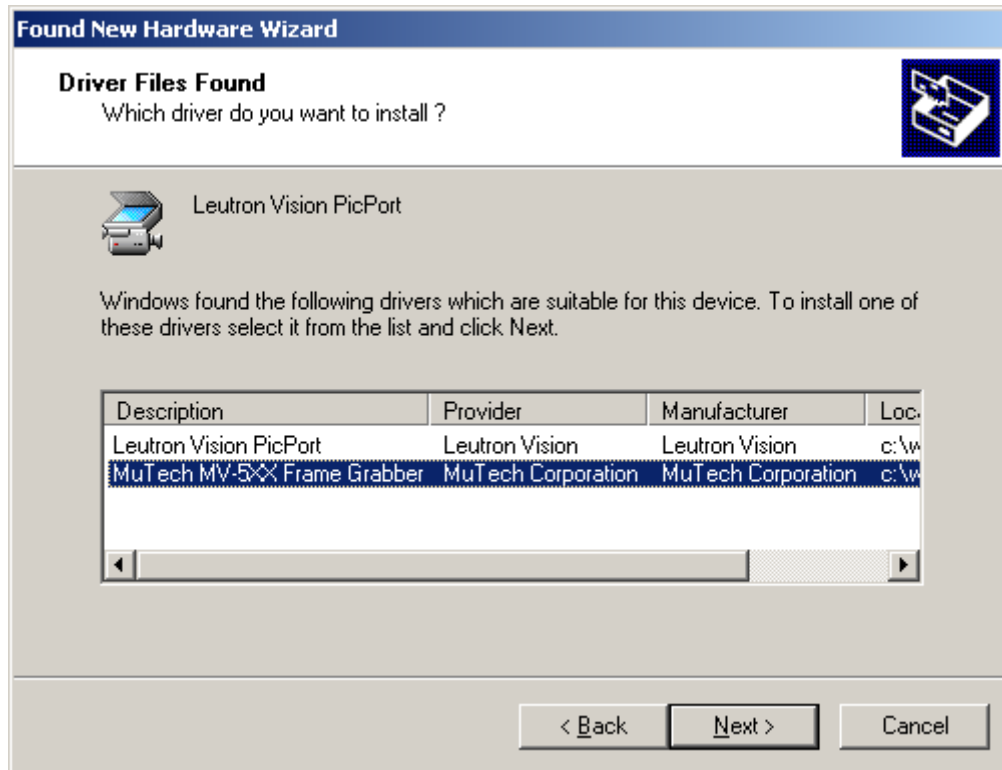 Found New Hardware Wizard
Driver Files Found
Which driver do you want to install ?
Leutron Vision PicPort
Windows found the following drivers which are suitable for this device. To install one of
these drivers select it from the list and click Next.
Description Provider Manufacturer Loc
Leutron Vision PicPort Leutron Vision Leutron Vision c:\w
MuTech MV-5XX Frame Grabber MuTech Corporation MuTech Corporation c:\w
< Back Next > Cancel